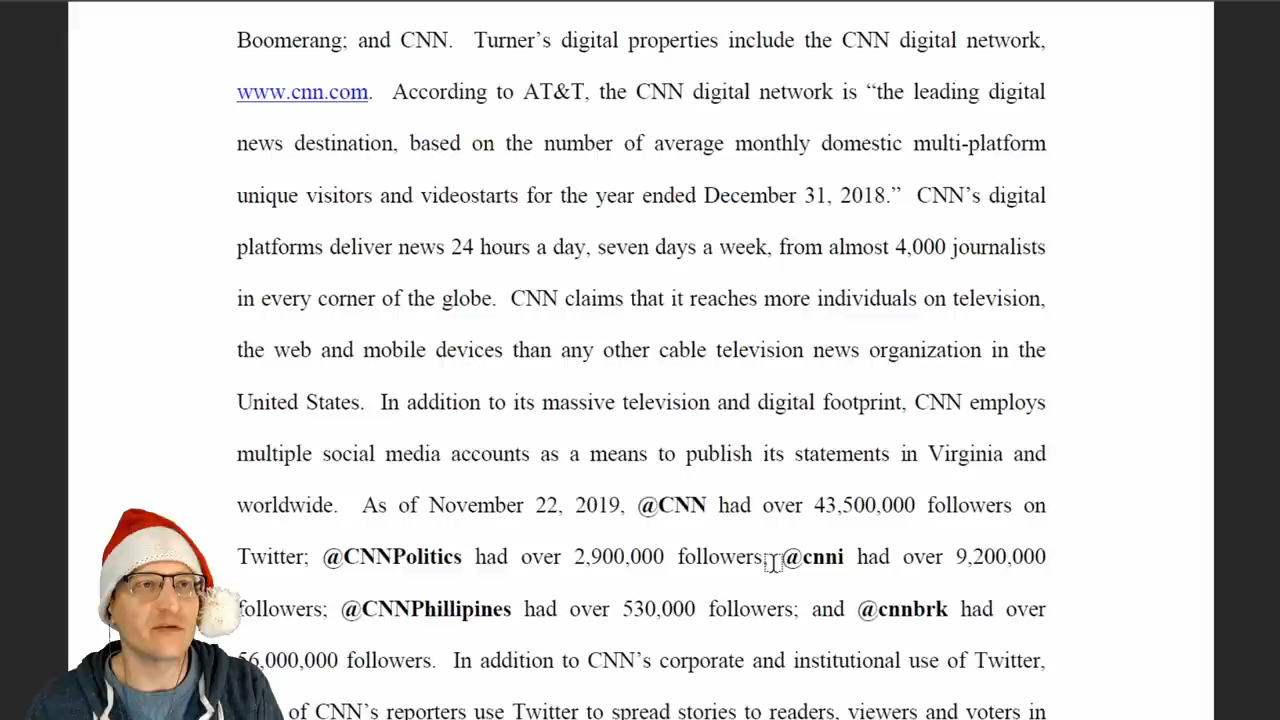 Boomerang; and CNN. Turner's digital properties include the CNN digital network,
www.cnn.com. According to AT&T, the CNN digital network is “the leading digital
news destination, based on the number of average monthly domestic multi-platform
unique visitors and videostarts for the year ended December 31, 2018.” CNN's digital
platforms deliver news 24 hours a day, seven days a week, from almost 4,000 journalists
in every corner of the globe. CNN claims that it reaches more individuals on television,
the web and mobile devices than any other cable television news organization in the
United States. In addition to its massive television and digital footprint, CNN employs
multiple social media accounts as a means to publish its statements in Virginia and
worldwide. As of November 22, 2019, @CNN had over 43,500,000 followers on
Twitter; @CNNPolitics had over 2,900,000 followers @cnni had over 9,200,000
followers; @CNNPhillipines had over 530,000 followers; and @cnnbrk had over
56,000,000 followers. In addition to CNN's corporate and institutional use of Twitter,
of CNN's reporters use Twitter to spread stories to readers, viewers and voters in